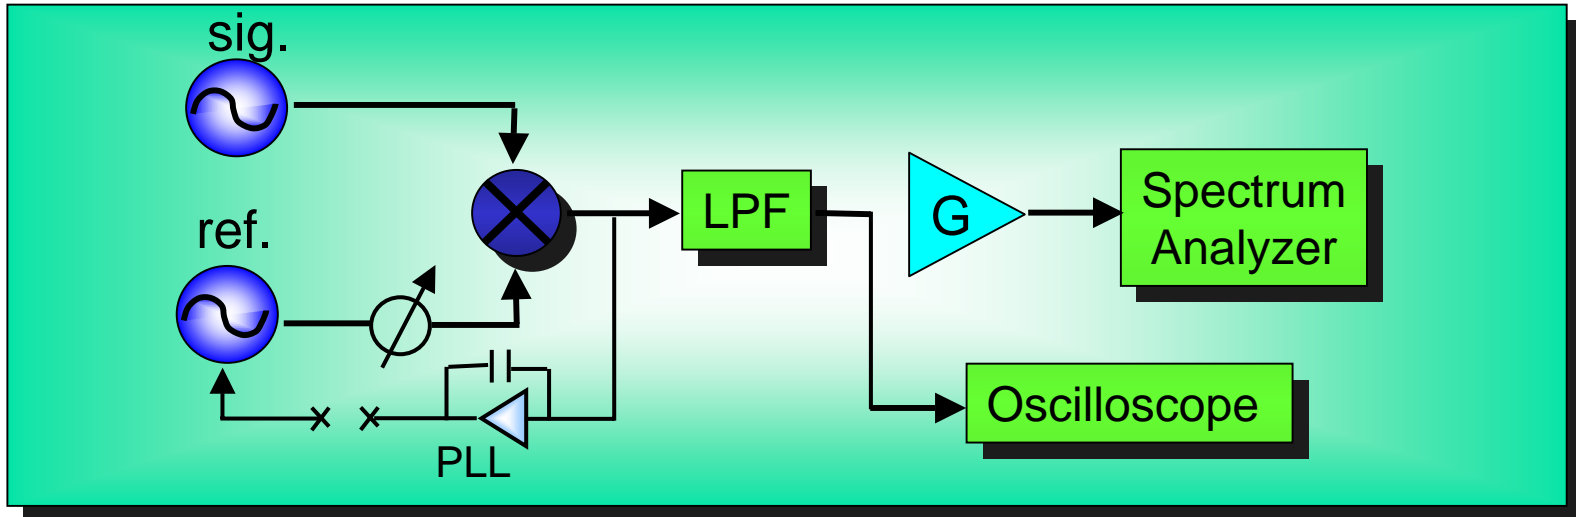 sig.
ref.
LPF
G
Spectrum
Analyzer
Oscilloscope
PLL